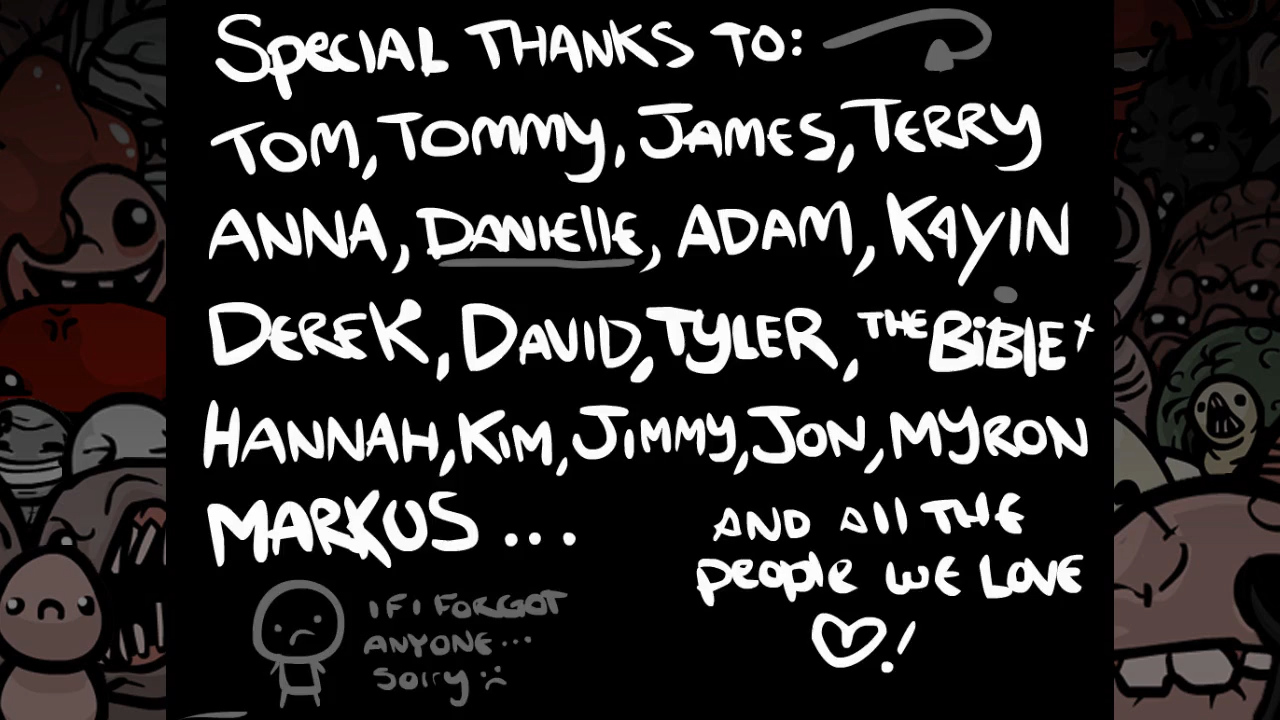 Special THANKS TO:
TOM, TOMMY, JAMES, TERRY
ANNA, DANIElle, ADAM, KAYIN
DEREK, DAVID, TYLER, THE BiBlE
HANNAH, KiM, JiMMY, JON, MYRON
MARKUS ...
AND All THE
people WE LOVE
♡!
IF I FORGOT
ANYONE...
Sorry :(